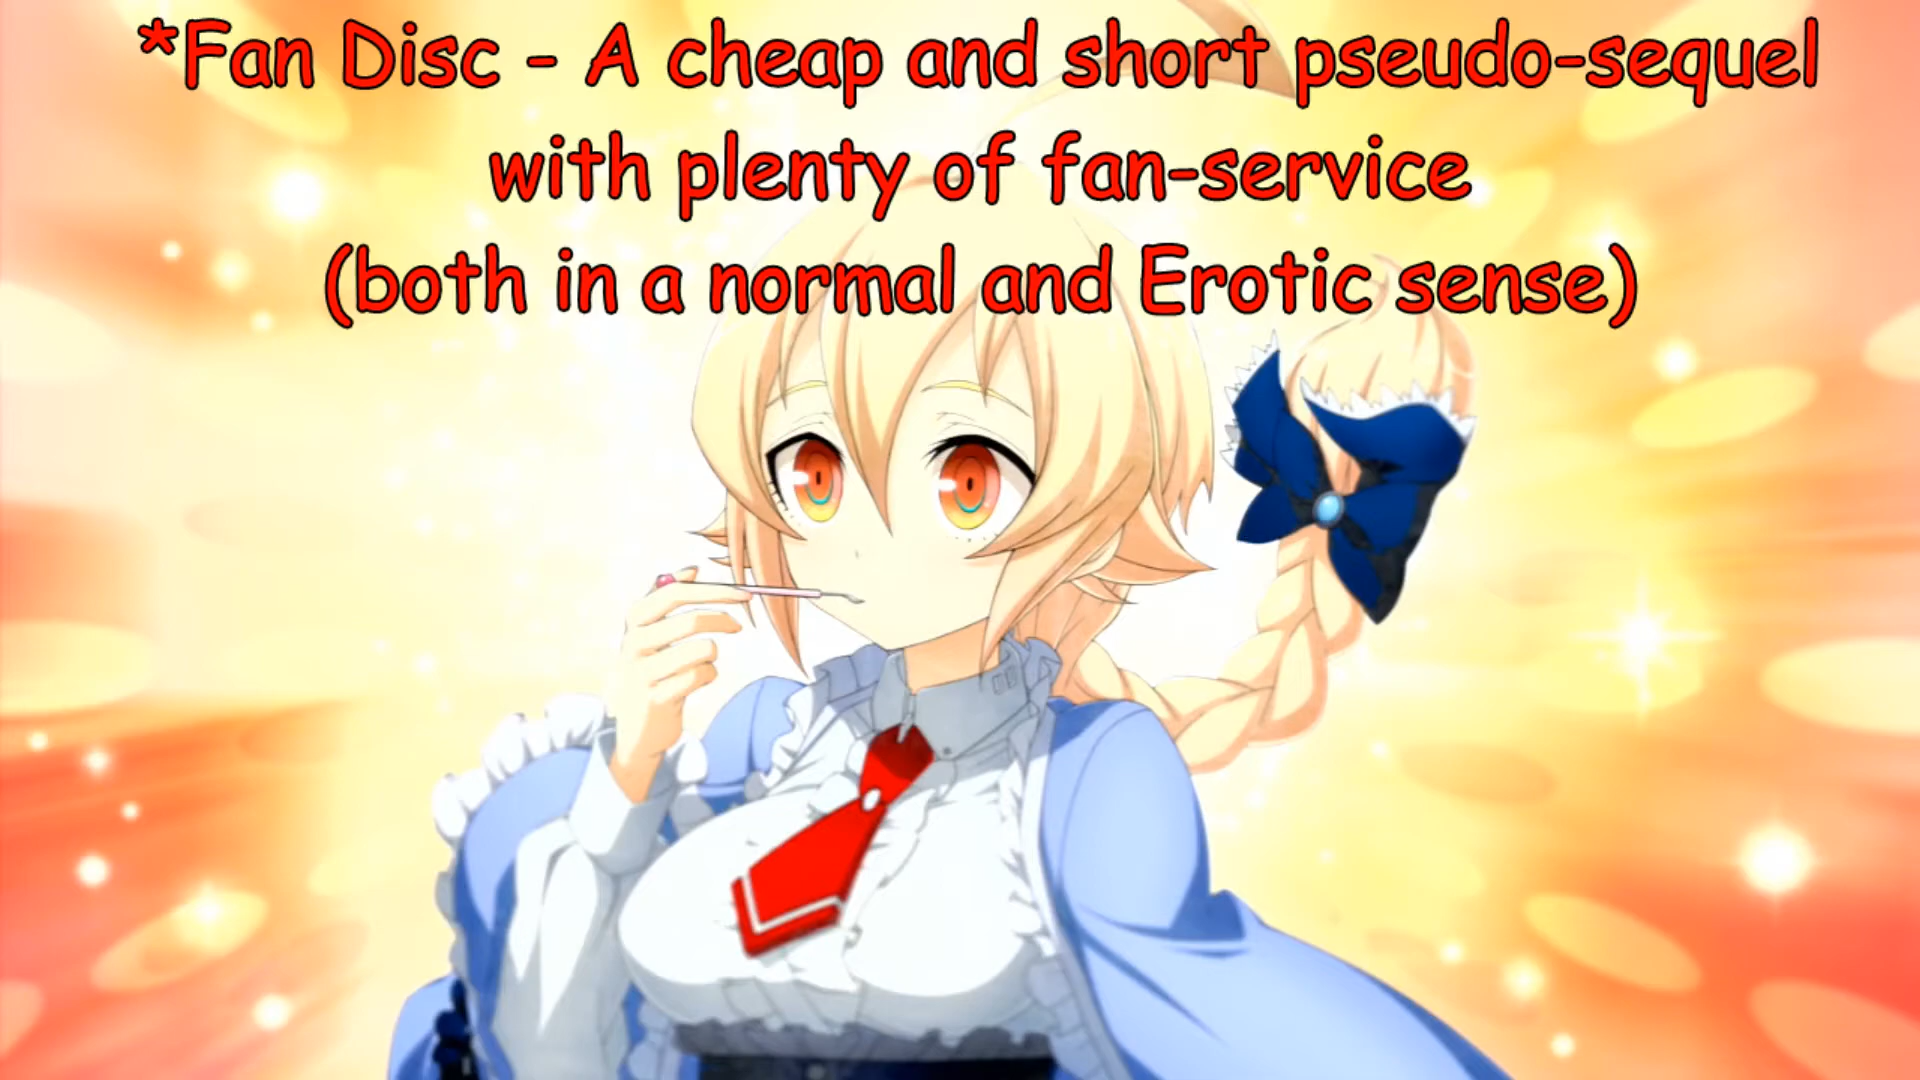 *Fan Disc - A cheap and short pseudo-sequel
with plenty of fan-service
(both in a normal and Erotic sense)